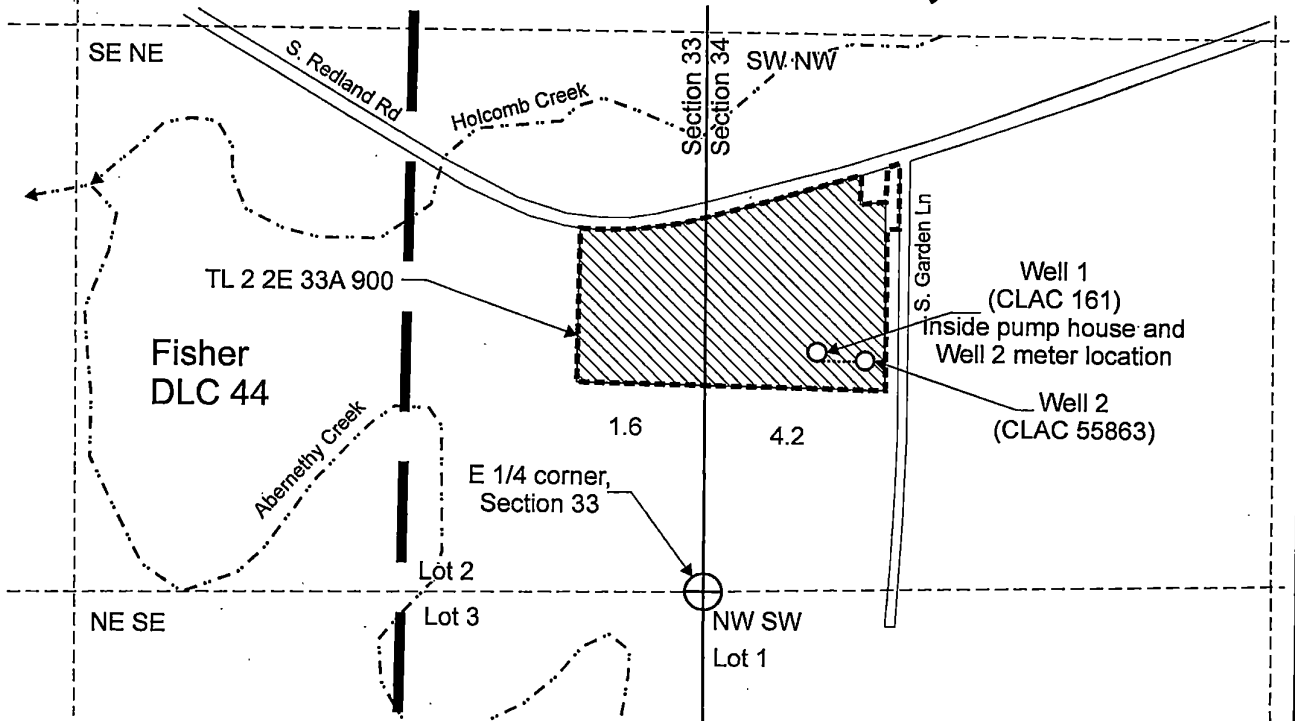 SE NE
S. Redland Rd
Holcomb Creek
Section 33
Section 34
SW NW
TL 2 2E 33A 900
S. Garden Ln
Well 1
(CLAC 161)
inside pump house and
Well 2 meter location
Fisher
DLC 44
Well 2
(CLAC 55863)
1.6
4.2
Abernethy Creek
E 1/4 corner,
Section 33
Lot 2
Lot 3
NE SE
NW SW
Lot 1